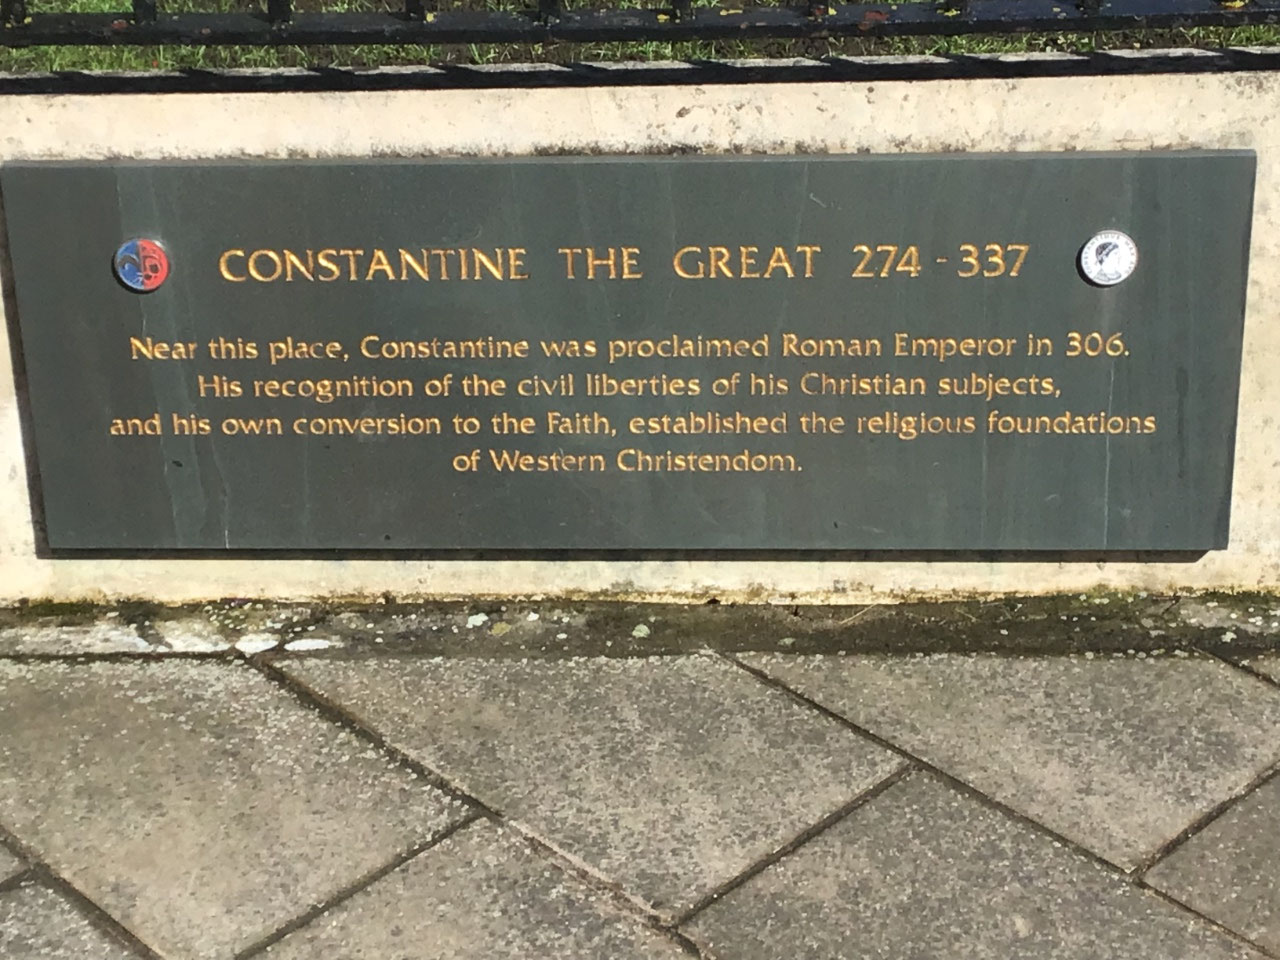 CONSTANTINE THE GREAT 274 - 337
Near this place, Constantine was proclaimed Roman Emperor in 306.
His recognition of the civil liberties of his Christian subjects,
and his own conversion to the Faith, established the religious foundations
of Western Christendom.